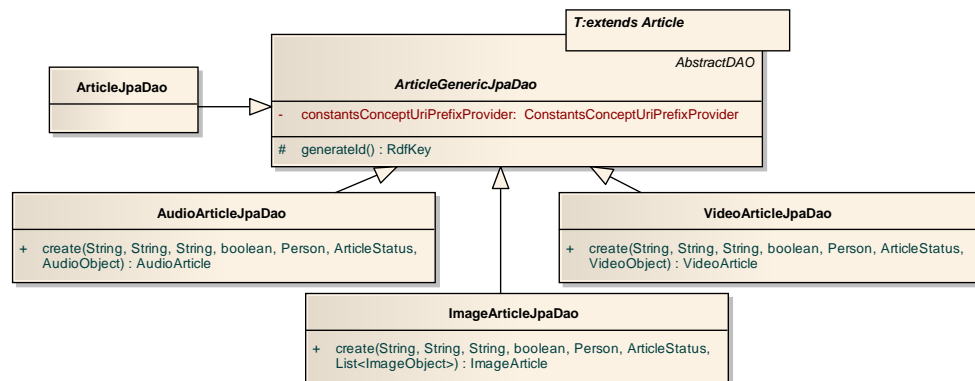 T:extends Article
AbstractDAO
ArticleGenericJpaDao
- constantsConceptUriPrefixProvider: ConstantsConceptUriPrefixProvider
# generateId() : RdfKey
ArticleJpaDao
AudioArticleJpaDao
+ create(String, String, String, boolean, Person, ArticleStatus,
AudioObject) : AudioArticle
VideoArticleJpaDao
+ create(String, String, String, boolean, Person, ArticleStatus,
VideoObject) : VideoArticle
ImageArticleJpaDao
+ create(String, String, String, boolean, Person, ArticleStatus,
List<ImageObject>) : ImageArticle